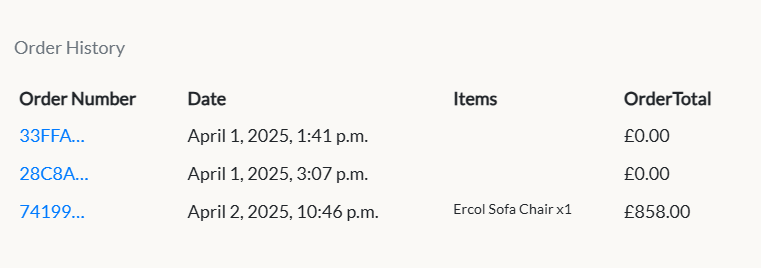 Order History
Order Number Date Items OrderTotal
33FFA... April 1, 2025, 1:41 p.m. £0.00
28C8A... April 1, 2025, 3:07 p.m. £0.00
74199... April 2, 2025, 10:46 p.m. Ercol Sofa Chair x1 £858.00